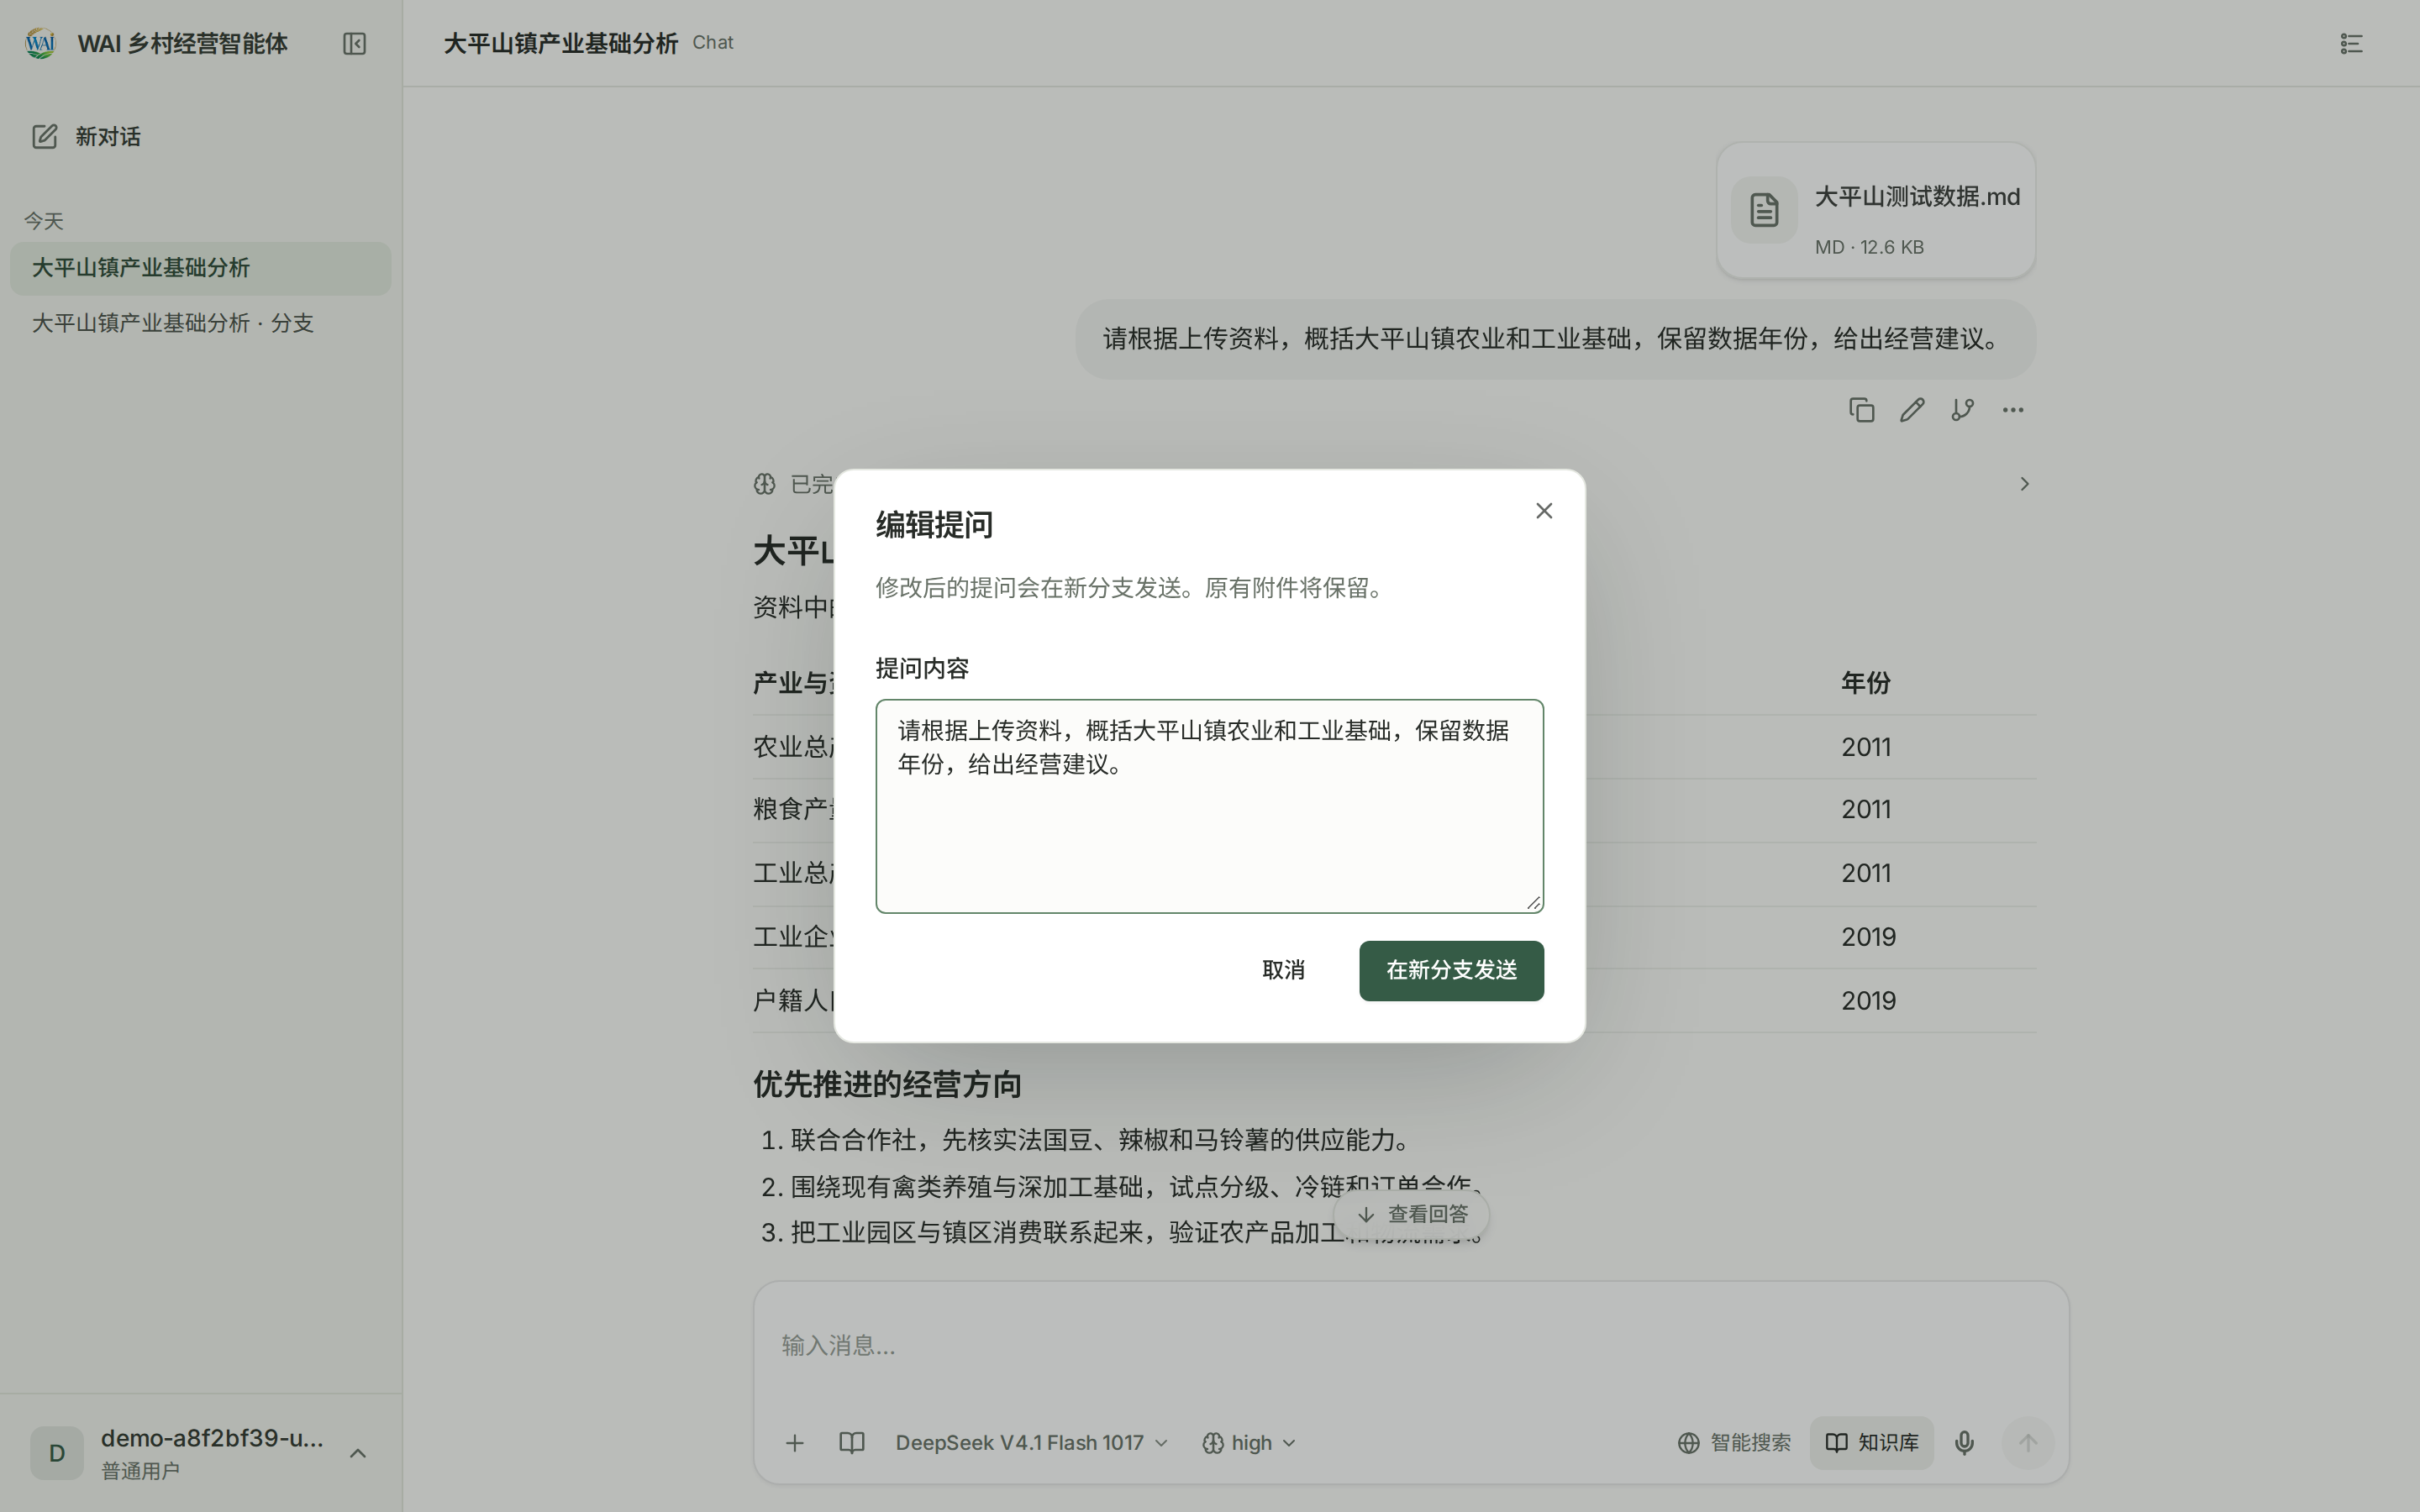 WAI 乡村经营智能体
新对话
今天
大平山镇产业基础分析
大平山镇产业基础分析 · 分支
大平山镇产业基础分析 Chat
大平山测试数据.md
MD · 12.6 KB
请根据上传资料，概括大平山镇农业和工业基础，保留数据年份，给出经营建议。
已完
大平山
资料中
编辑提问
修改后的提问会在新分支发送。原有附件将保留。
提问内容
请根据上传资料，概括大平山镇农业和工业基础，保留数据
年份，给出经营建议。
取消
在新分支发送
产业与
年份
农业总
2011
粮食产
2011
工业总
2011
工业企
2019
户籍人
2019
优先推进的经营方向
1. 联合合作社，先核实法国豆、辣椒和马铃薯的供应能力。
2. 围绕现有禽类养殖与深加工基础，试点分级、冷链和订单合作。
3. 把工业园区与镇区消费联系起来，验证农产品加工
查看回答
输入消息...
DeepSeek V4.1 Flash 1017
high
智能搜索
知识库
D
demo-a8f2bf39-u...
普通用户